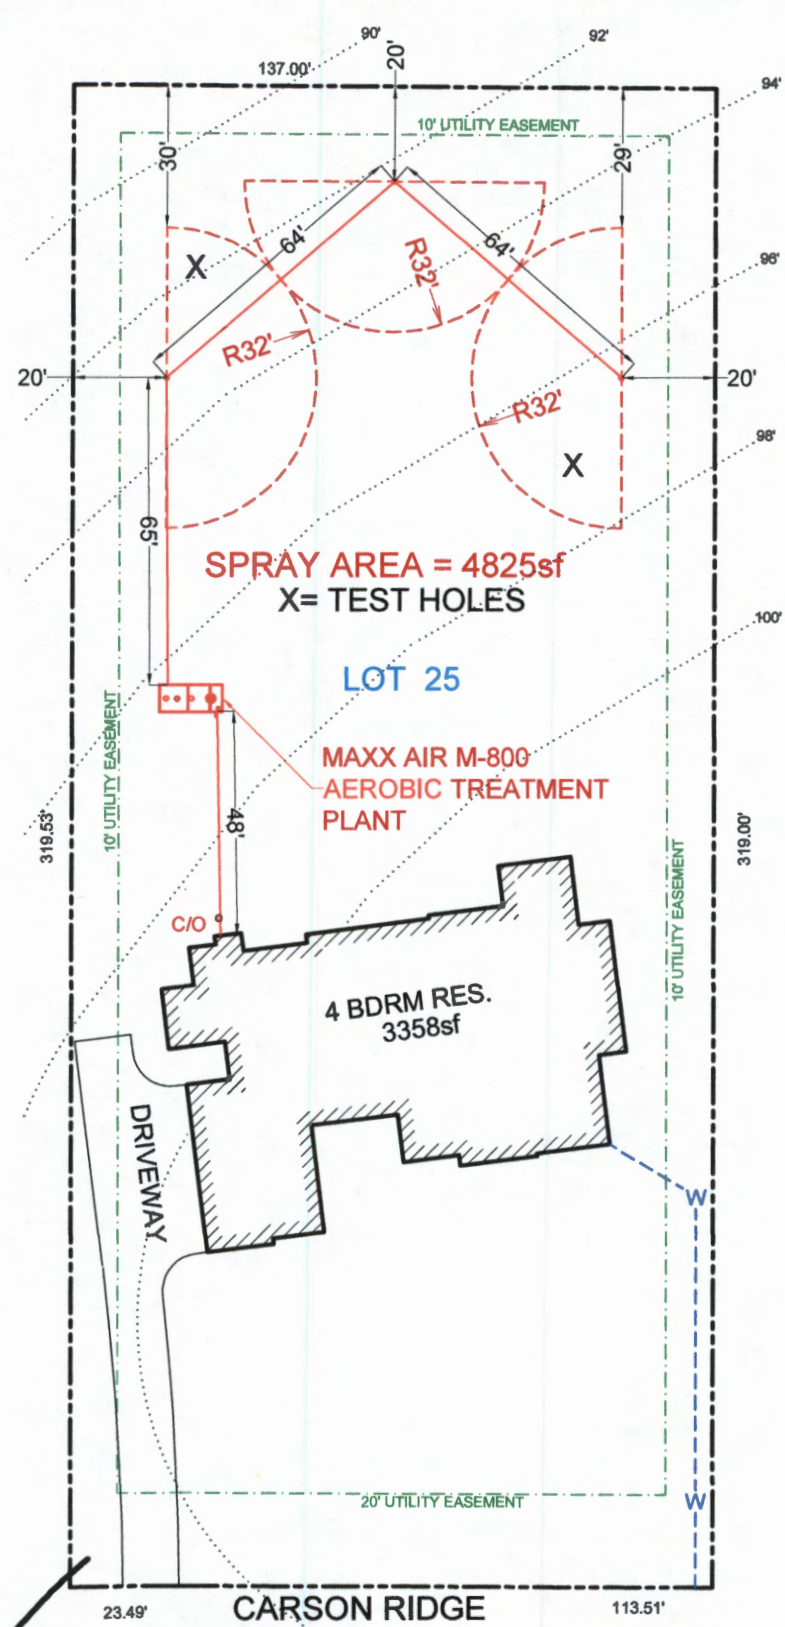 90'
92'
137.00'
20'
94'
10' UTILITY EASEMENT
30'
29'
64'
64'
X
R32'
96'
R32'
20'
20'
R32'
98'
X
65'
SPRAY AREA = 4825sf
X= TEST HOLES
100'
LOT 25
10' UTILITY EASEMENT
MAXX AIR M-800
AEROBIC TREATMENT
PLANT
48'
319.53'
319.00'
C/O
10' UTILITY EASEMENT
4 BDRM RES.
3358sf
DRIVEWAY
W
20' UTILITY EASEMENT
W
23.49'
CARSON RIDGE
113.51'